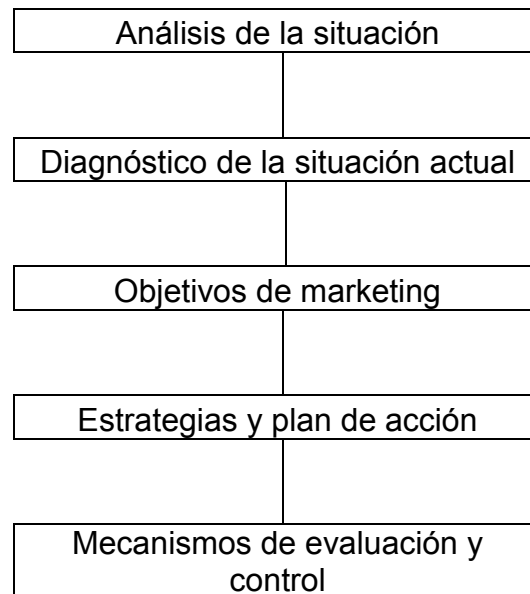 Análisis de la situación
Diagnóstico de la situación actual
Objetivos de marketing
Estrategias y plan de acción
Mecanismos de evaluación y
control